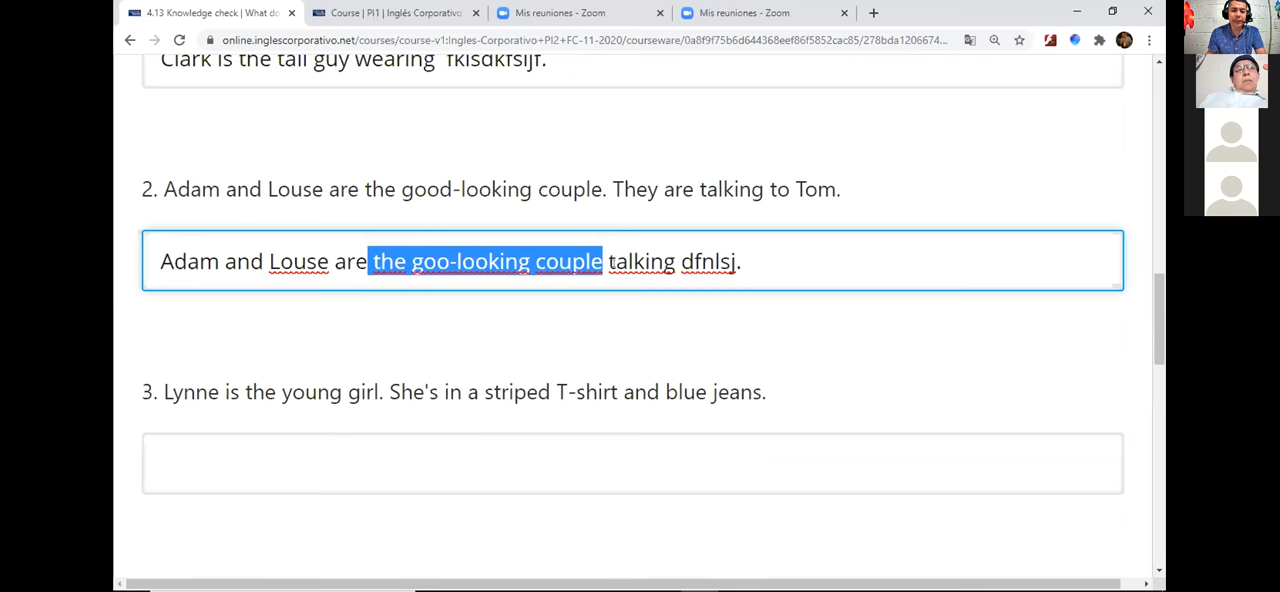 4.13 Knowledge check | What do
Course | PI1 | Inglés Corporativo
Mis reuniones - Zoom
Mis reuniones - Zoom
online.inglescorporativo.net/courses/course-v1:Ingles-Corporativo+PI2+FC-11-2020/courseware/0a8f9f75b6d644368eef86f5852cac85/278bda1206674...
Clark is the tall guy wearing fklsdkfsljf.
2. Adam and Louse are the good-looking couple. They are talking to Tom.
Adam and Louse are the goo-looking couple talking dfnlsj.
3. Lynne is the young girl. She's in a striped T-shirt and blue jeans.